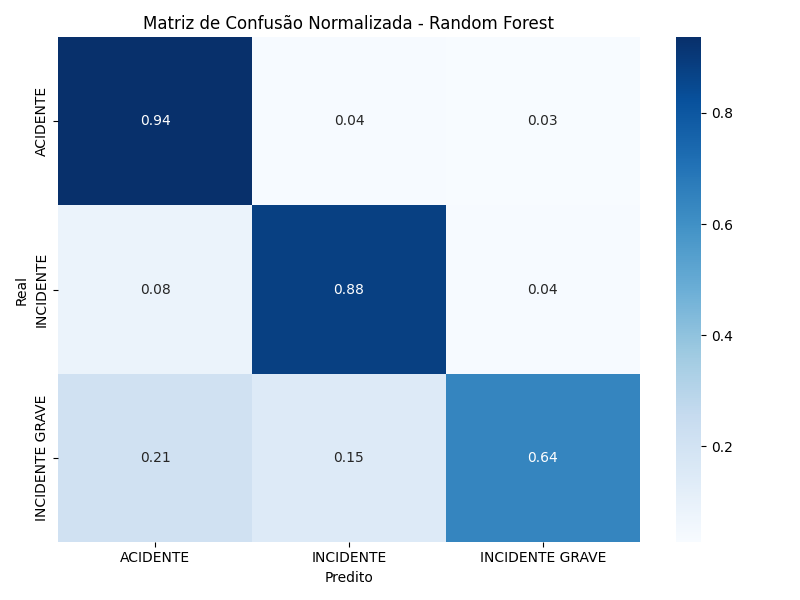 Matriz de Confusão Normalizada - Random Forest
ACIDENTE
0.94
0.04
0.03
Real
INCIDENTE
0.08
0.88
0.04
INCIDENTE GRAVE
0.21
0.15
0.64
ACIDENTE
INCIDENTE
INCIDENTE GRAVE
Predito
0.8
0.6
0.4
0.2